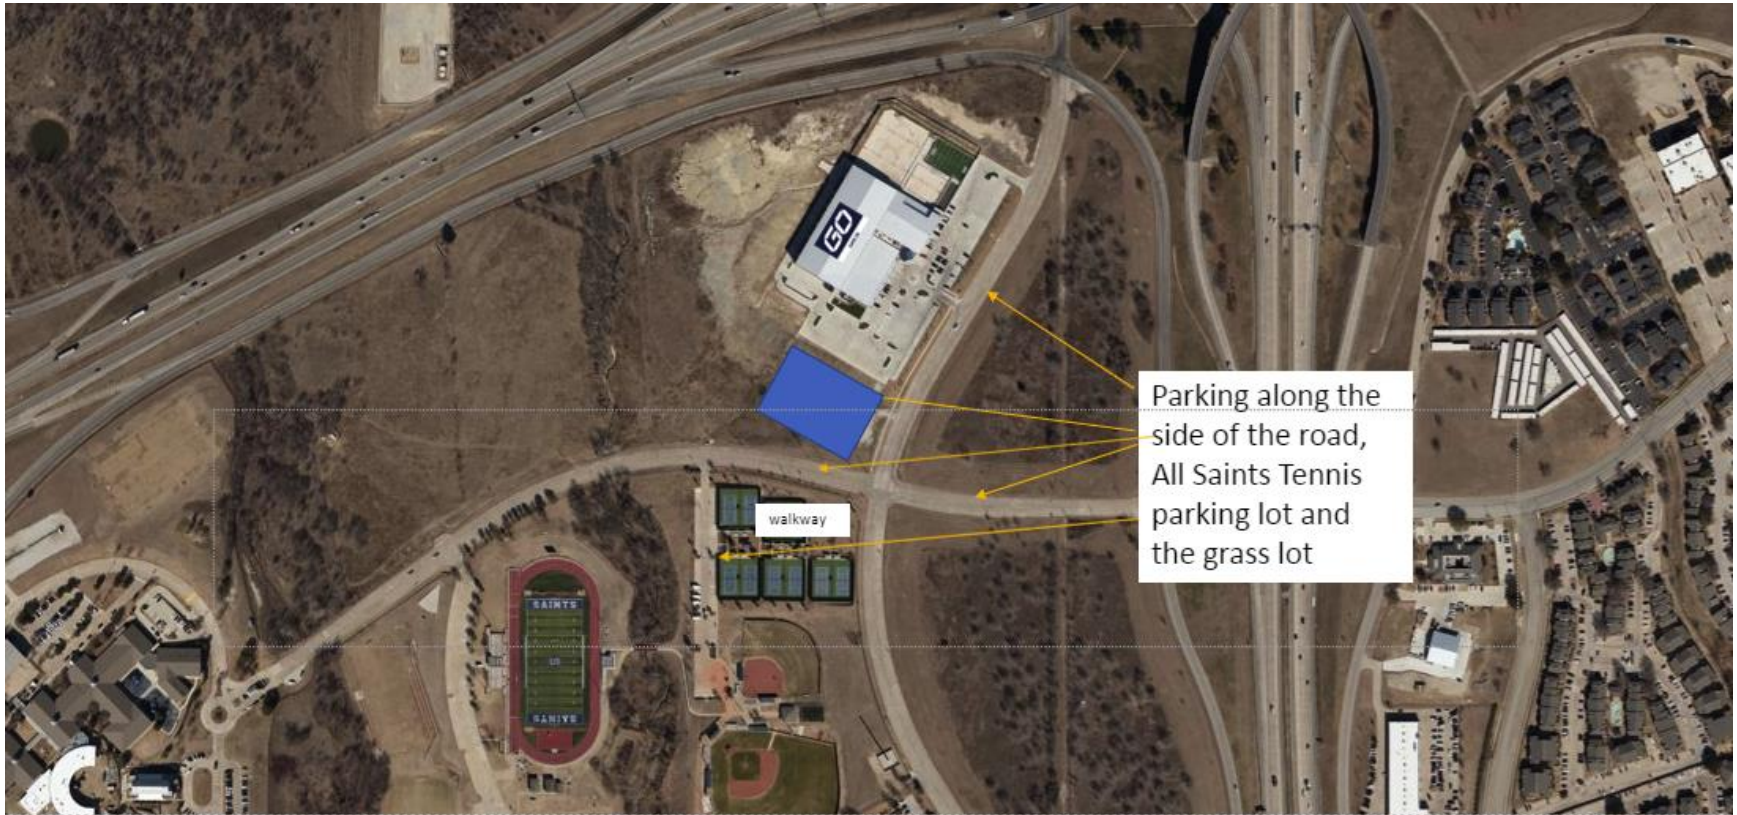 GO
Parking along the
side of the road,
All Saints Tennis
parking lot and
the grass lot
walkway
SAINTS
US
SAINTS